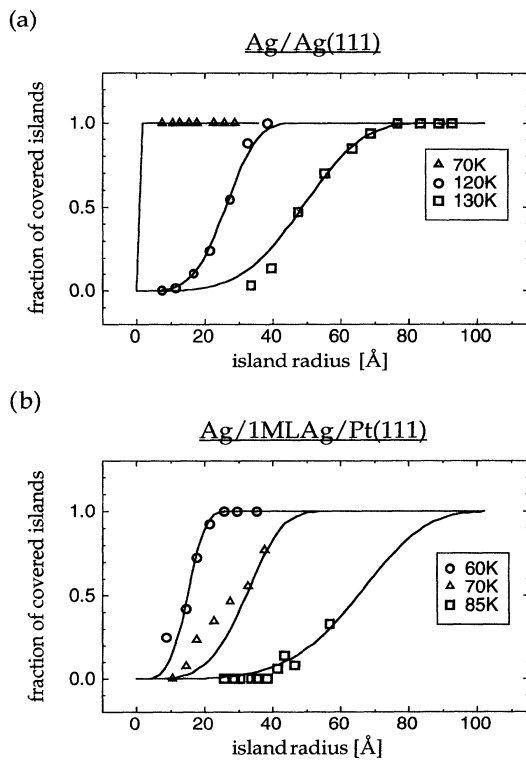 (a)
Ag/Ag(111)
fraction of covered islands
1.0
0.5
0.0
70K
120K
130K
0 20 40 60 80 100
island radius [Å]
(b)
Ag/1MLAg/Pt(111)
fraction of covered islands
1.0
0.5
0.0
60K
70K
85K
0 20 40 60 80 100
island radius [Å]